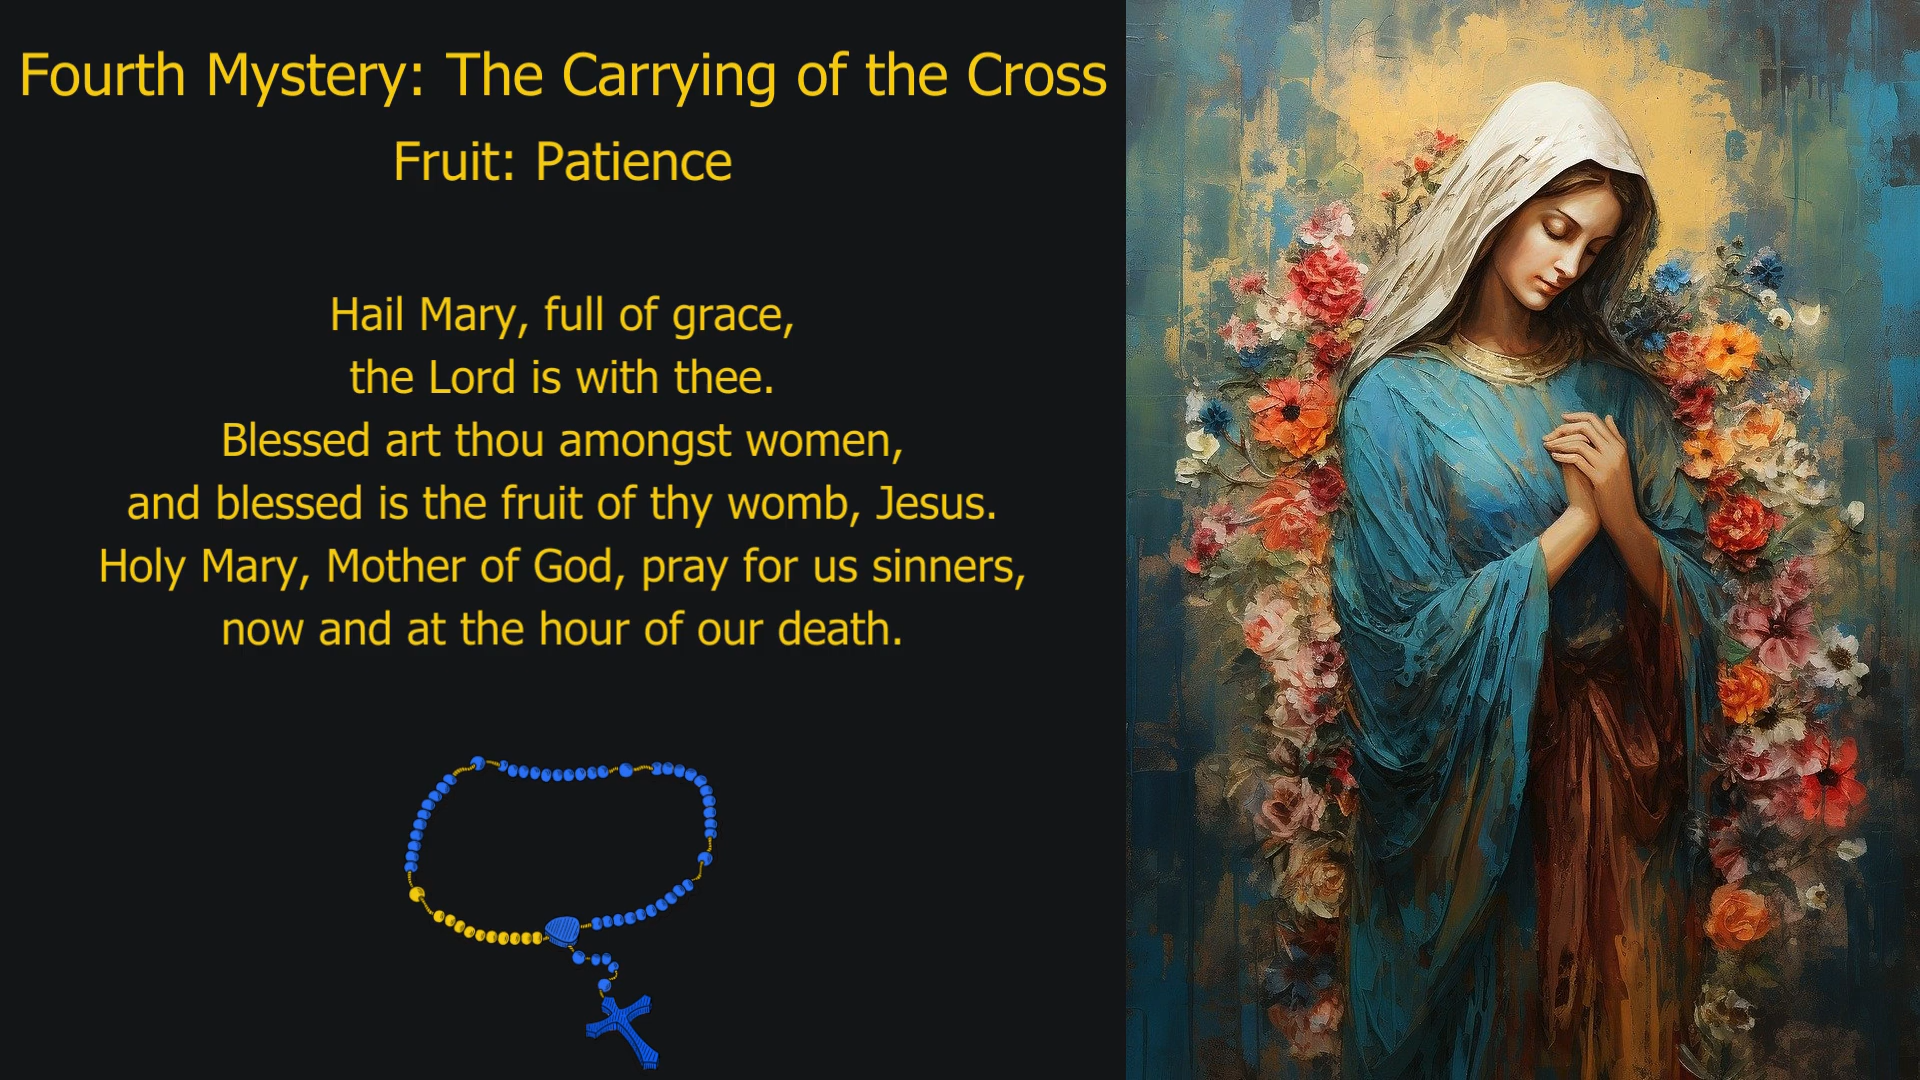 Fourth Mystery: The Carrying of the Cross
Fruit: Patience
Hail Mary, full of grace,
the Lord is with thee.
Blessed art thou amongst women,
and blessed is the fruit of thy womb, Jesus.
Holy Mary, Mother of God, pray for us sinners,
now and at the hour of our death.